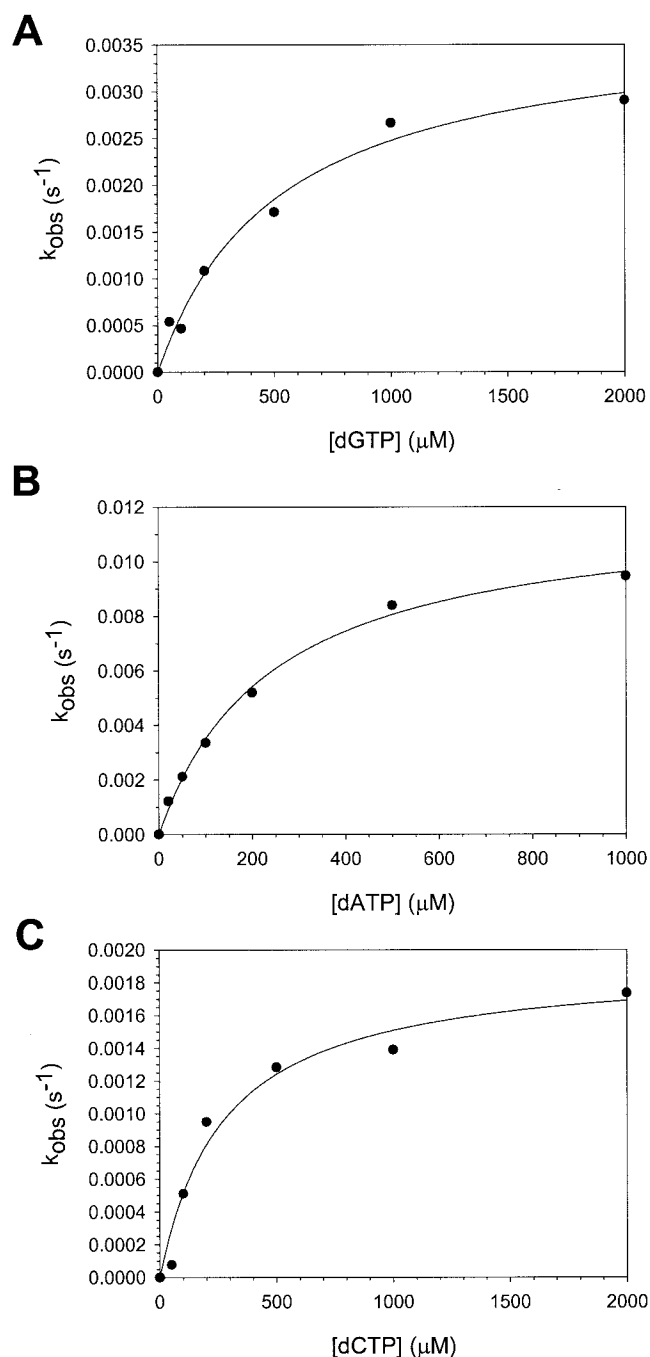 A
0.0035
0.0030
0.0025
0.0020
0.0015
0.0010
0.0005
0.0000
k_obs (s⁻¹)
0 500 1000 1500 2000
[dGTP] (μM)
B
0.012
0.010
0.008
0.006
0.004
0.002
0.000
k_obs (s⁻¹)
0 200 400 600 800 1000
[dATP] (μM)
C
0.0020
0.0018
0.0016
0.0014
0.0012
0.0010
0.0008
0.0006
0.0004
0.0002
0.0000
k_obs (s⁻¹)
0 500 1000 1500 2000
[dCTP] (μM)